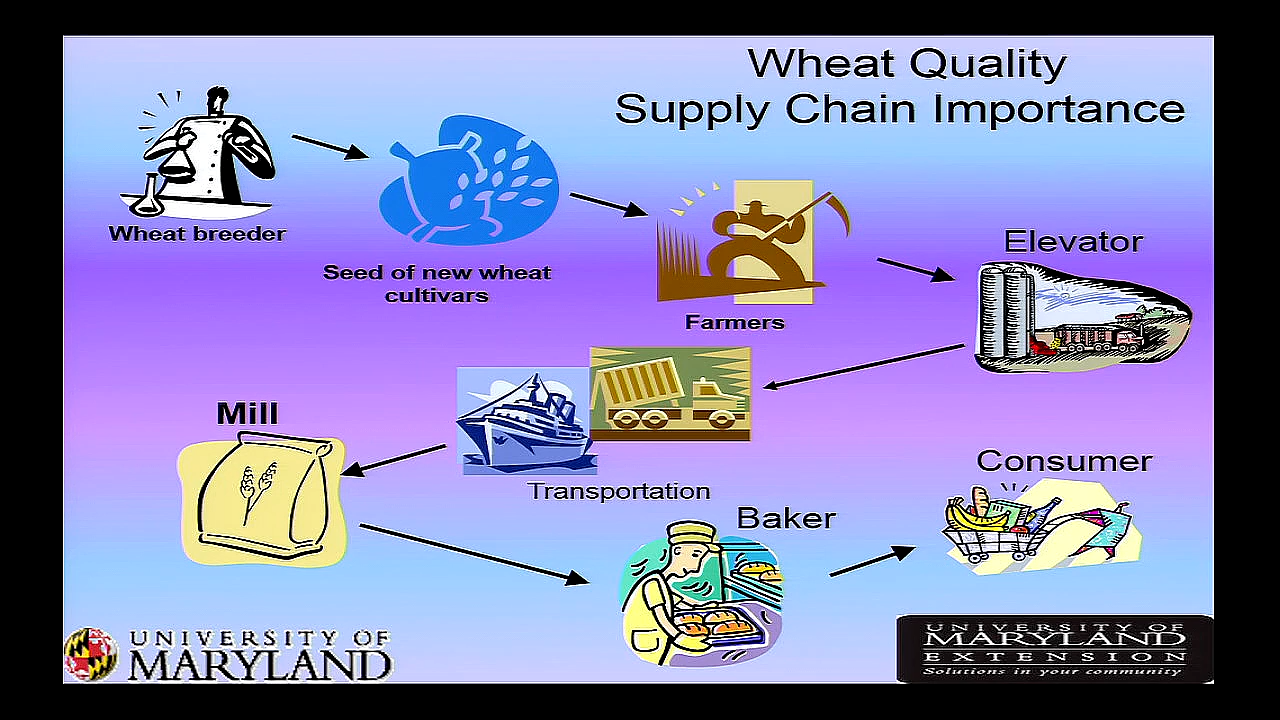 Wheat Quality
Supply Chain Importance
Wheat breeder
Seed of new wheat
cultivars
Farmers
Elevator
Transportation
Mill
Baker
Consumer
UNIVERSITY OF
MARYLAND
UNIVERSITY OF
MARYLAND
EXTENSION
Solutions in your community